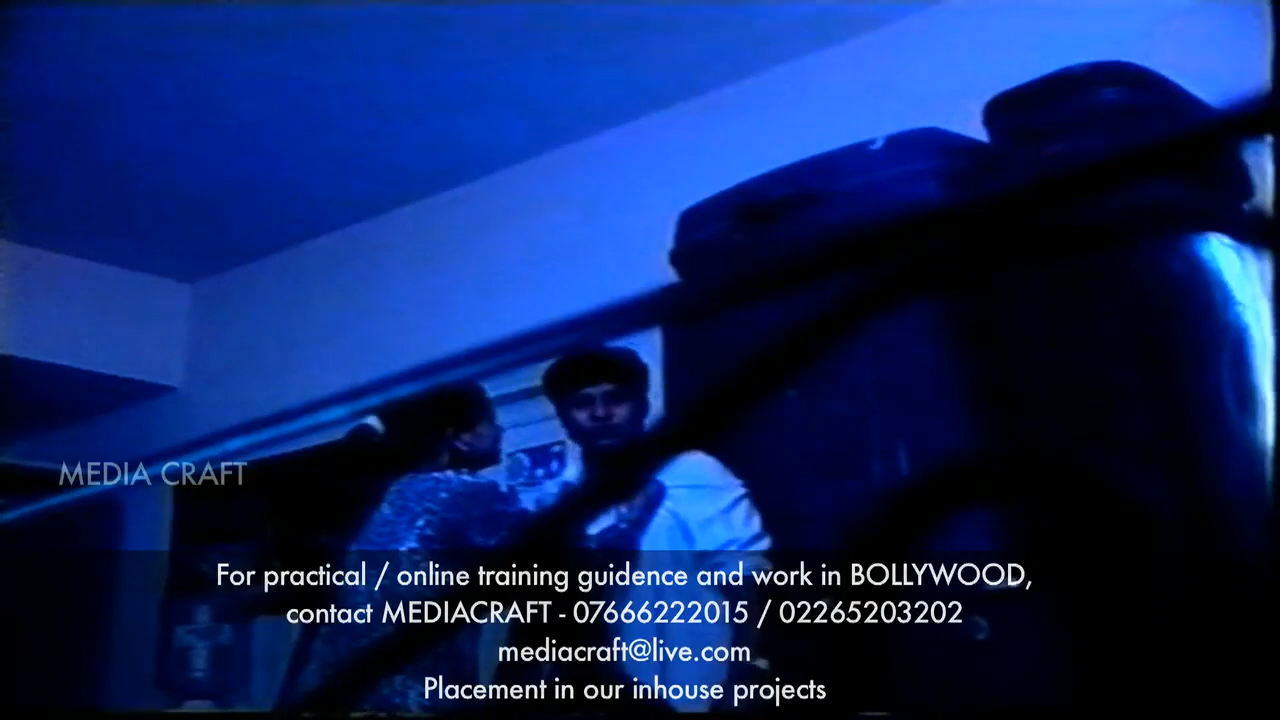 MEDIA CRAFT
For practical / online training guidence and work in BOLLYWOOD,
contact MEDIACRAFT - 07666222015 / 02265203202
mediacraft@live.com
Placement in our inhouse projects